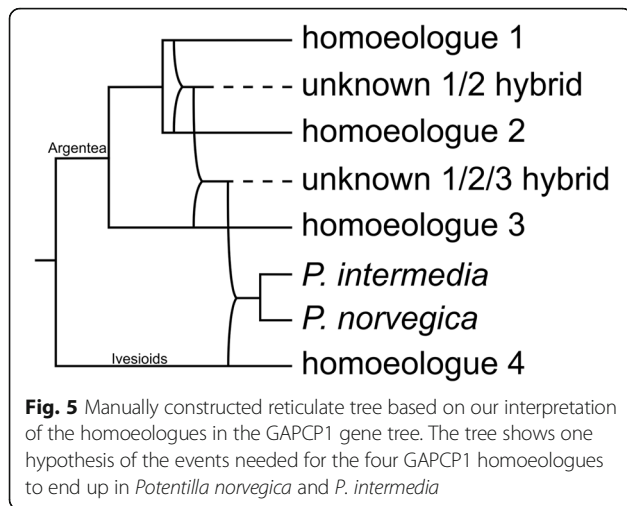 homoeologue 1
unknown 1/2 hybrid
homoeologue 2
Argentea
unknown 1/2/3 hybrid
homoeologue 3
P. intermedia
P. norvegica
Ivesioids
homoeologue 4
Fig. 5 Manually constructed reticulate tree based on our interpretation
of the homoeologues in the GAPCP1 gene tree. The tree shows one
hypothesis of the events needed for the four GAPCP1 homoeologues
to end up in Potentilla norvegica and P. intermedia